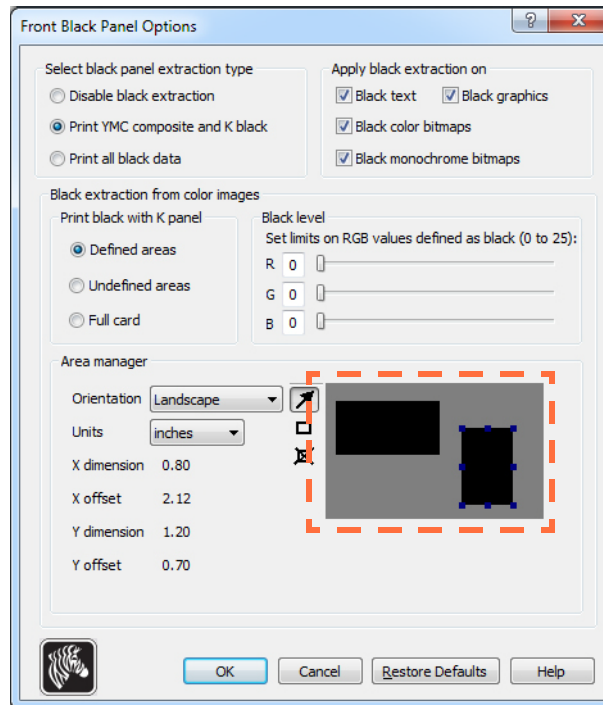 Front Black Panel Options
Select black panel extraction type
Disable black extraction
Print YMC composite and K black
Print all black data
Apply black extraction on
Black text Black graphics
Black color bitmaps
Black monochrome bitmaps
Black extraction from color images
Print black with K panel
Defined areas
Undefined areas
Full card
Black level
Set limits on RGB values defined as black (0 to 25):
R 0
G 0
B 0
Area manager
Orientation Landscape
Units inches
X dimension 0.80
X offset 2.12
Y dimension 1.20
Y offset 0.70
OK Cancel Restore Defaults Help